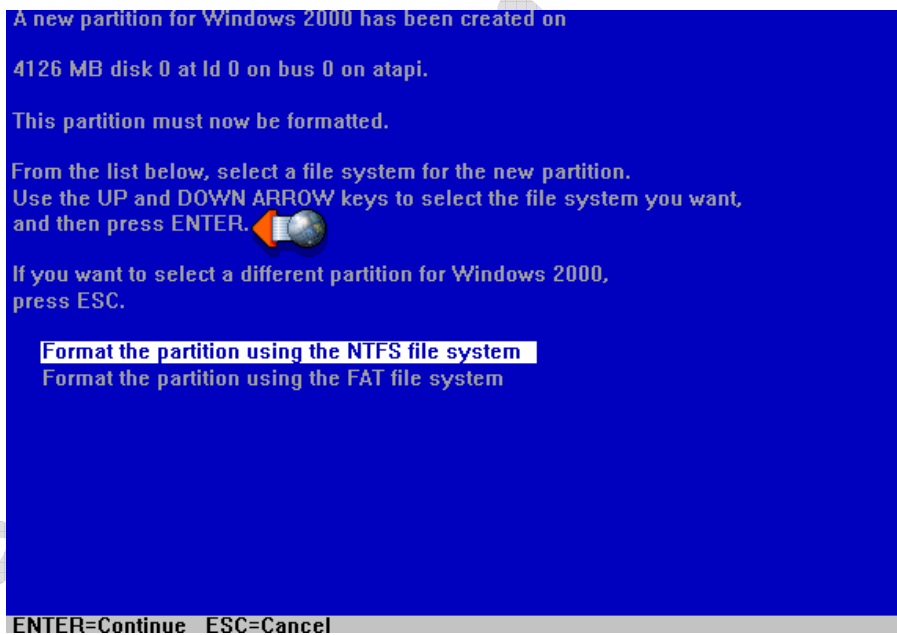 A new partition for Windows 2000 has been created on
4126 MB disk 0 at Id 0 on bus 0 on atapi.
This partition must now be formatted.
From the list below, select a file system for the new partition.
Use the UP and DOWN ARROW keys to select the file system you want,
and then press ENTER.
If you want to select a different partition for Windows 2000,
press ESC.
Format the partition using the NTFS file system
Format the partition using the FAT file system
ENTER=Continue ESC=Cancel